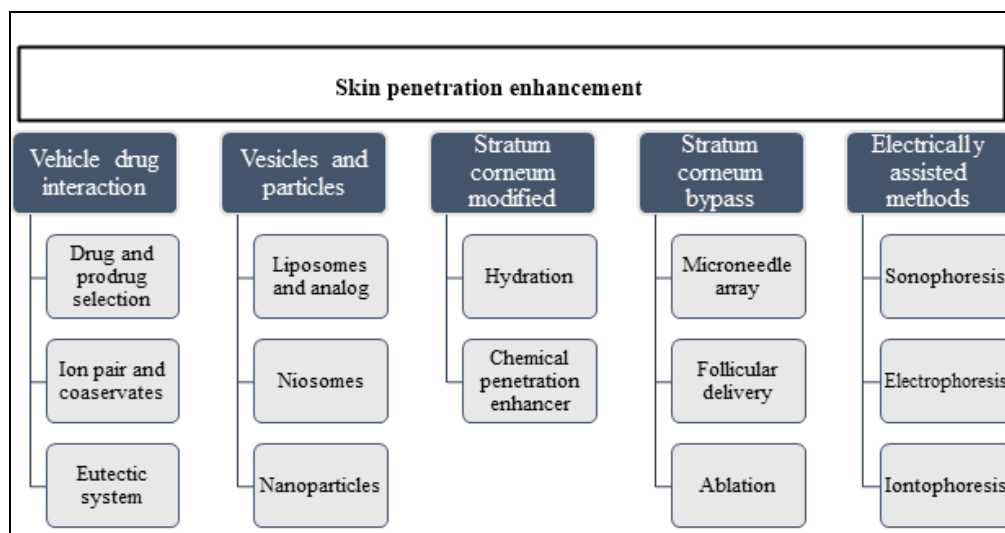 Skin penetration enhancement
Vehicle drug
interaction
Drug and
prodrug
selection
Ion pair and
coaservates
Eutectic
system
Vesicles and
particles
Liposomes
and analog
Niosomes
Nanoparticles
Stratum
corneum
modified
Hydration
Chemical
penetration
enhancer
Stratum
corneum
bypass
Microneedle
array
Follicular
delivery
Ablation
Electrically
assisted
methods
Sonophoresis
Electrophoresis
Iontophoresis